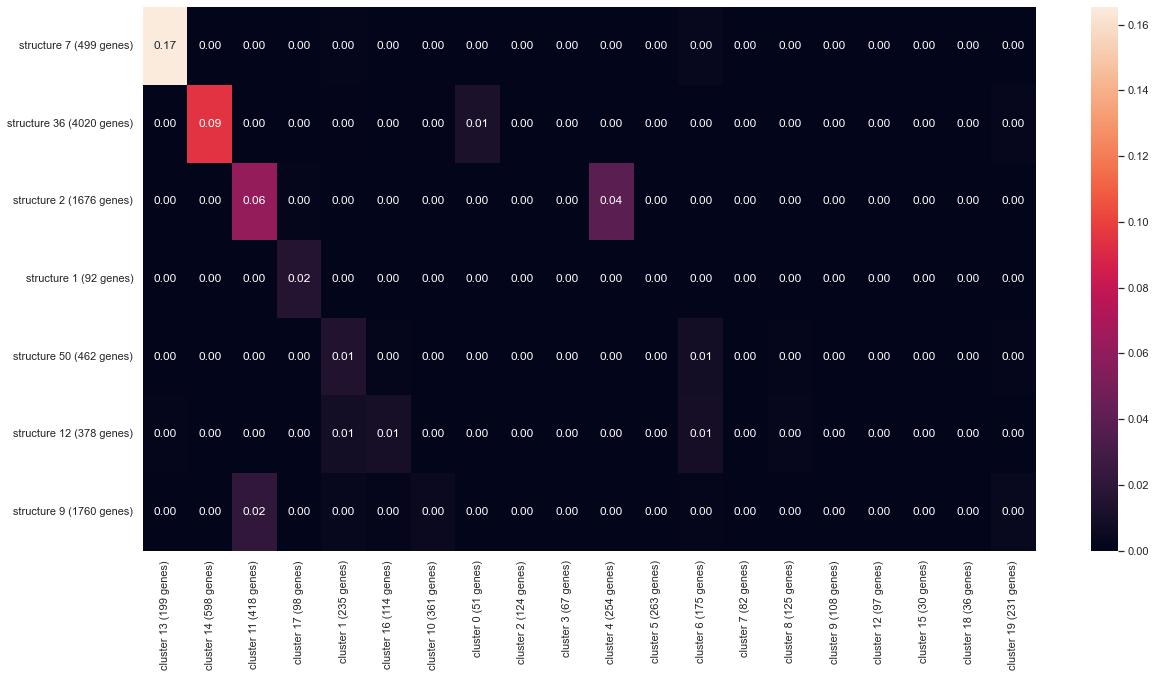 structure 7 (499 genes) 0.17 0.00 0.00 0.00 0.00 0.00 0.00 0.00 0.00 0.00 0.00 0.00 0.00 0.00 0.00 0.00 0.00 0.00 0.00 0.00
structure 36 (4020 genes) 0.00 0.09 0.00 0.00 0.00 0.00 0.00 0.01 0.00 0.00 0.00 0.00 0.00 0.00 0.00 0.00 0.00 0.00 0.00 0.00
structure 2 (1676 genes) 0.00 0.00 0.06 0.00 0.00 0.00 0.00 0.00 0.00 0.00 0.04 0.00 0.00 0.00 0.00 0.00 0.00 0.00 0.00 0.00
structure 1 (92 genes) 0.00 0.00 0.00 0.02 0.00 0.00 0.00 0.00 0.00 0.00 0.00 0.00 0.00 0.00 0.00 0.00 0.00 0.00 0.00 0.00
structure 50 (462 genes) 0.00 0.00 0.00 0.00 0.01 0.00 0.00 0.00 0.00 0.00 0.00 0.00 0.01 0.00 0.00 0.00 0.00 0.00 0.00 0.00
structure 12 (378 genes) 0.00 0.00 0.00 0.00 0.01 0.01 0.00 0.00 0.00 0.00 0.00 0.00 0.01 0.00 0.00 0.00 0.00 0.00 0.00 0.00
structure 9 (1760 genes) 0.00 0.00 0.02 0.00 0.00 0.00 0.00 0.00 0.00 0.00 0.00 0.00 0.00 0.00 0.00 0.00 0.00 0.00 0.00 0.00
cluster 13 (199 genes)
cluster 14 (598 genes)
cluster 11 (418 genes)
cluster 17 (98 genes)
cluster 1 (235 genes)
cluster 16 (114 genes)
cluster 10 (361 genes)
cluster 0 (51 genes)
cluster 2 (124 genes)
cluster 3 (67 genes)
cluster 4 (254 genes)
cluster 5 (263 genes)
cluster 6 (175 genes)
cluster 7 (82 genes)
cluster 8 (125 genes)
cluster 9 (108 genes)
cluster 12 (97 genes)
cluster 15 (30 genes)
cluster 18 (36 genes)
cluster 19 (231 genes)
0.16
0.14
0.12
0.10
0.08
0.06
0.04
0.02
0.00